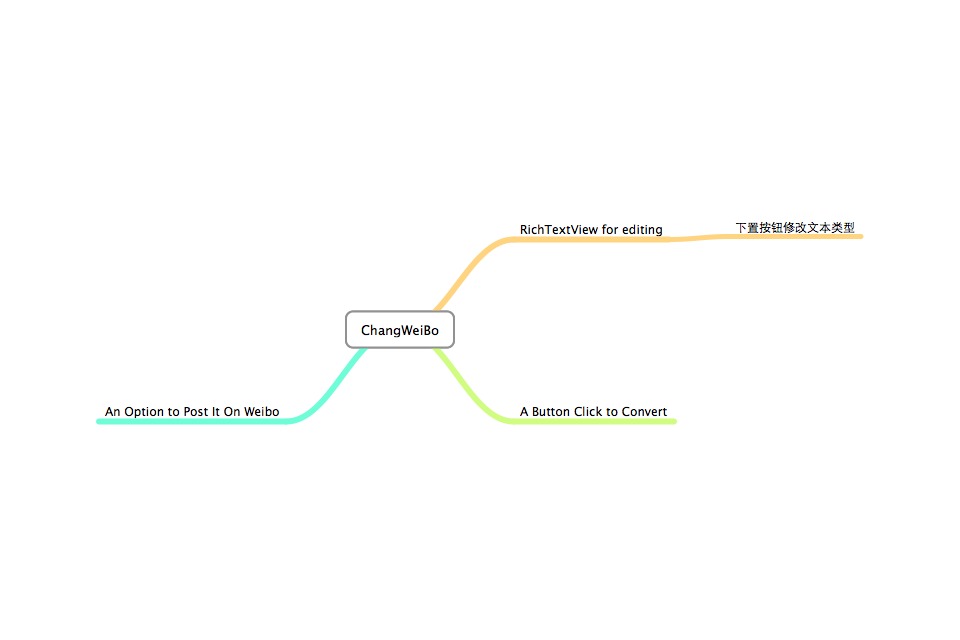 RichTextView for editing
下置按钮修改文本类型
ChangWeiBo
An Option to Post It On Weibo
A Button Click to Convert